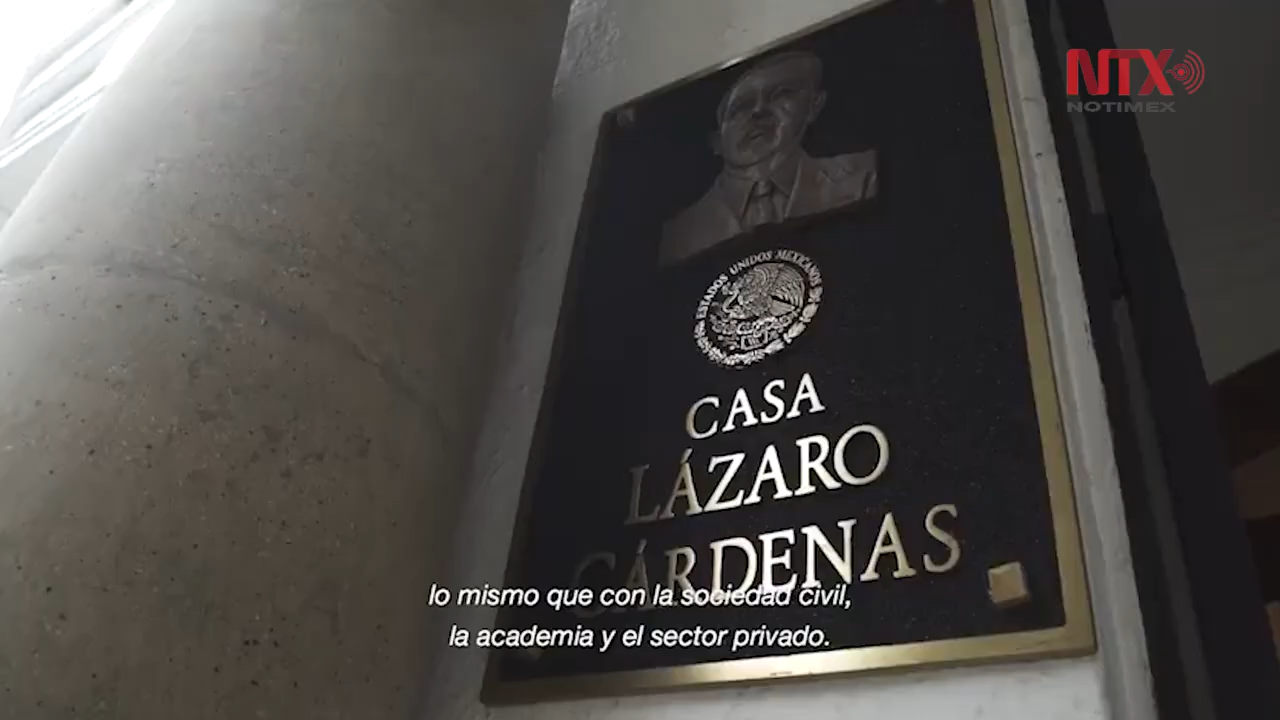 NTX
NOTIMEX
ESTADOS UNIDOS MEXICANOS
CASA
LÁZARO
CÁRDENAS
lo mismo que con la sociedad civil,
la academia y el sector privado.